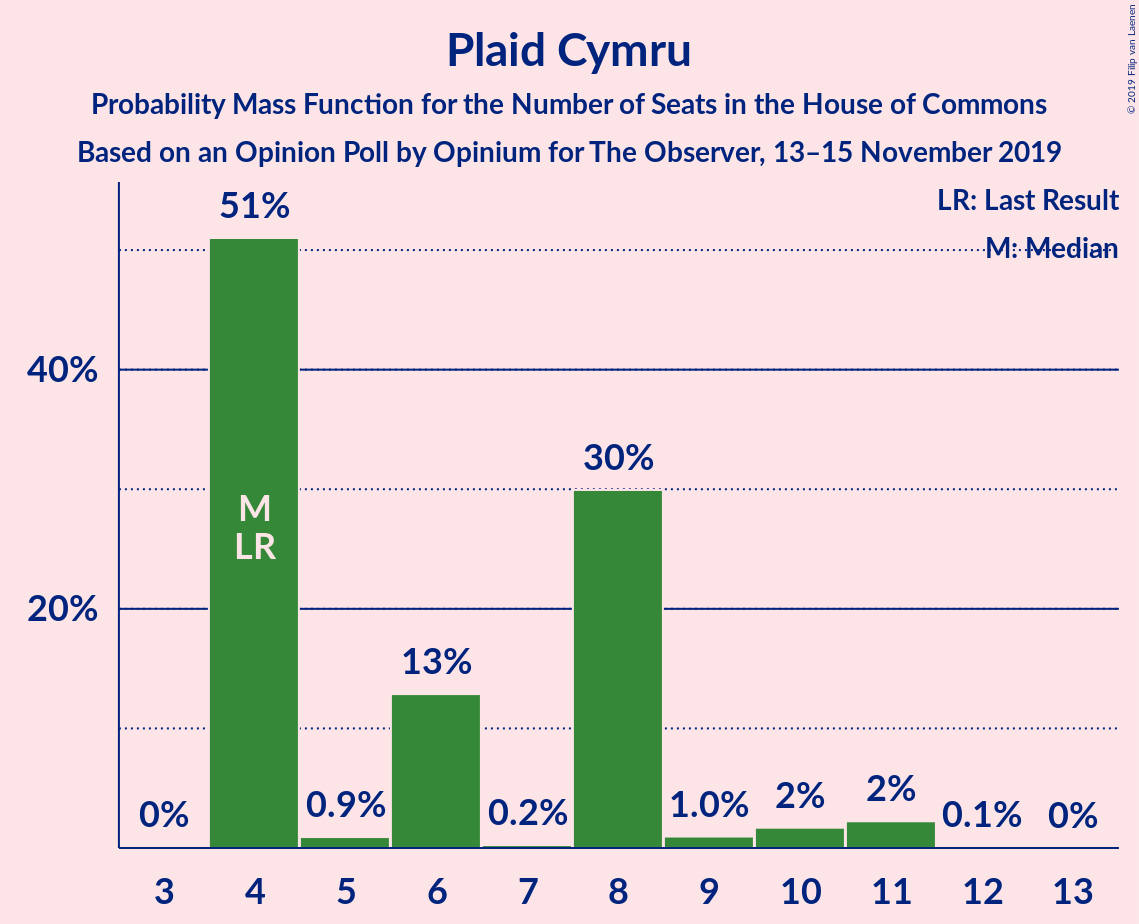 Plaid Cymru
Probability Mass Function for the Number of Seats in the House of Commons
Based on an Opinion Poll by Opinium for The Observer, 13–15 November 2019
© 2019 Filip van Laenen
LR: Last Result
M: Median
40%
20%
0%
51%
M
LR
0.9%
13%
0.2%
30%
1.0%
2%
2%
0.1%
0%
3 4 5 6 7 8 9 10 11 12 13